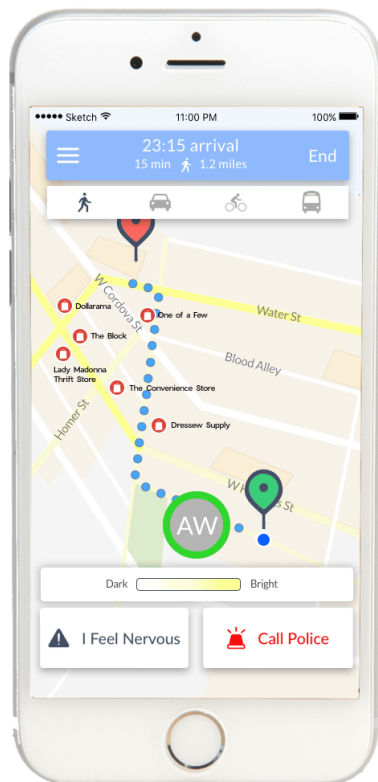 Sketch
11:00 PM
100%
23:15 arrival
15 min 1.2 miles
End
W Cordova St
Dollarama
One of a Few
Water St
The Block
Blood Alley
Lady Madonna
Thrift Store
The Convenience Store
Homer St
Dressew Supply
AW
Dark
Bright
I Feel Nervous
Call Police